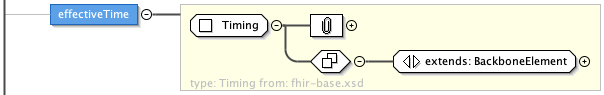 effectiveTime
Timing
extends: BackboneElement
type: Timing from: fhir-base.xsd